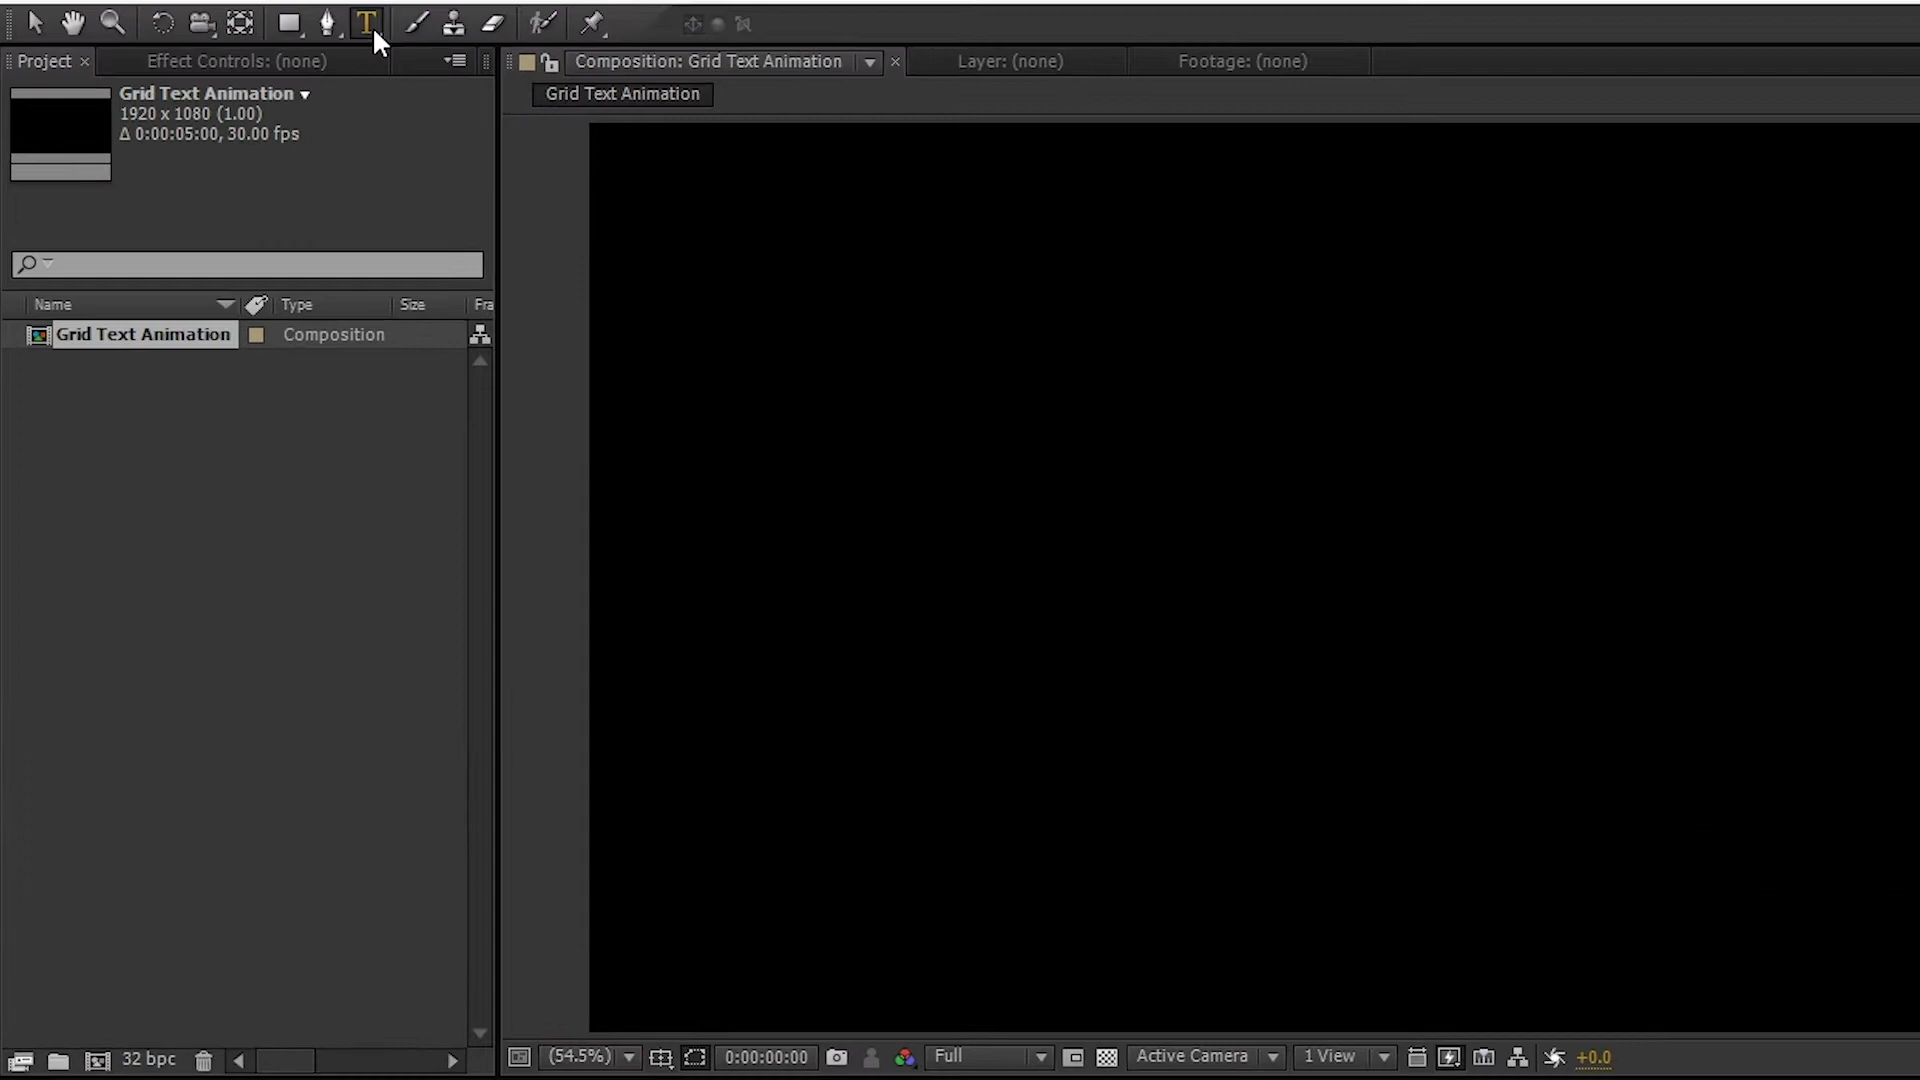 T
Project × Effect Controls: (none)
Composition: Grid Text Animation × Layer: (none) Footage: (none)
Grid Text Animation
Grid Text Animation
1920 x 1080 (1.00)
Δ 0:00:05:00, 30.00 fps
Name Type Size Fra
Grid Text Animation Composition
32 bpc
(54.5%) 0:00:00:00 Full Active Camera 1 View +0.0